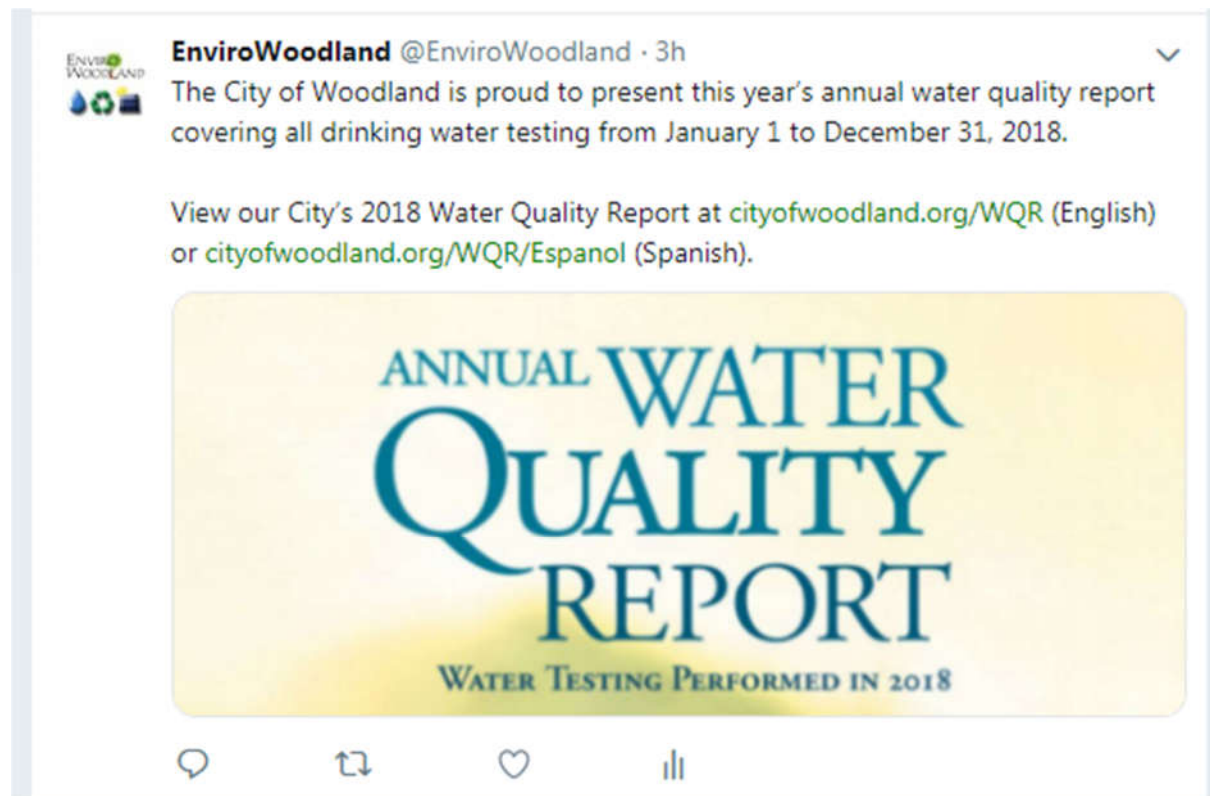 ENVIRO
WOODLAND
EnviroWoodland @EnviroWoodland · 3h
The City of Woodland is proud to present this year's annual water quality report
covering all drinking water testing from January 1 to December 31, 2018.
View our City's 2018 Water Quality Report at cityofwoodland.org/WQR (English)
or cityofwoodland.org/WQR/Espanol (Spanish).
ANNUAL WATER
QUALITY
REPORT
WATER TESTING PERFORMED IN 2018